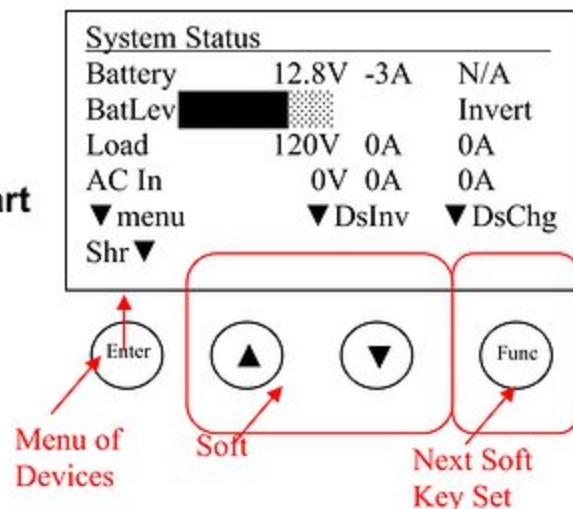 System Status
Battery 12.8V -3A N/A
BatLev Invert
Load 120V 0A 0A
art
AC In 0V 0A 0A
▼menu ▼DsInv ▼DsChg
Shr▼
Enter ▲ ▼ Func
Menu of
Devices
Soft
Next Soft
Key Set